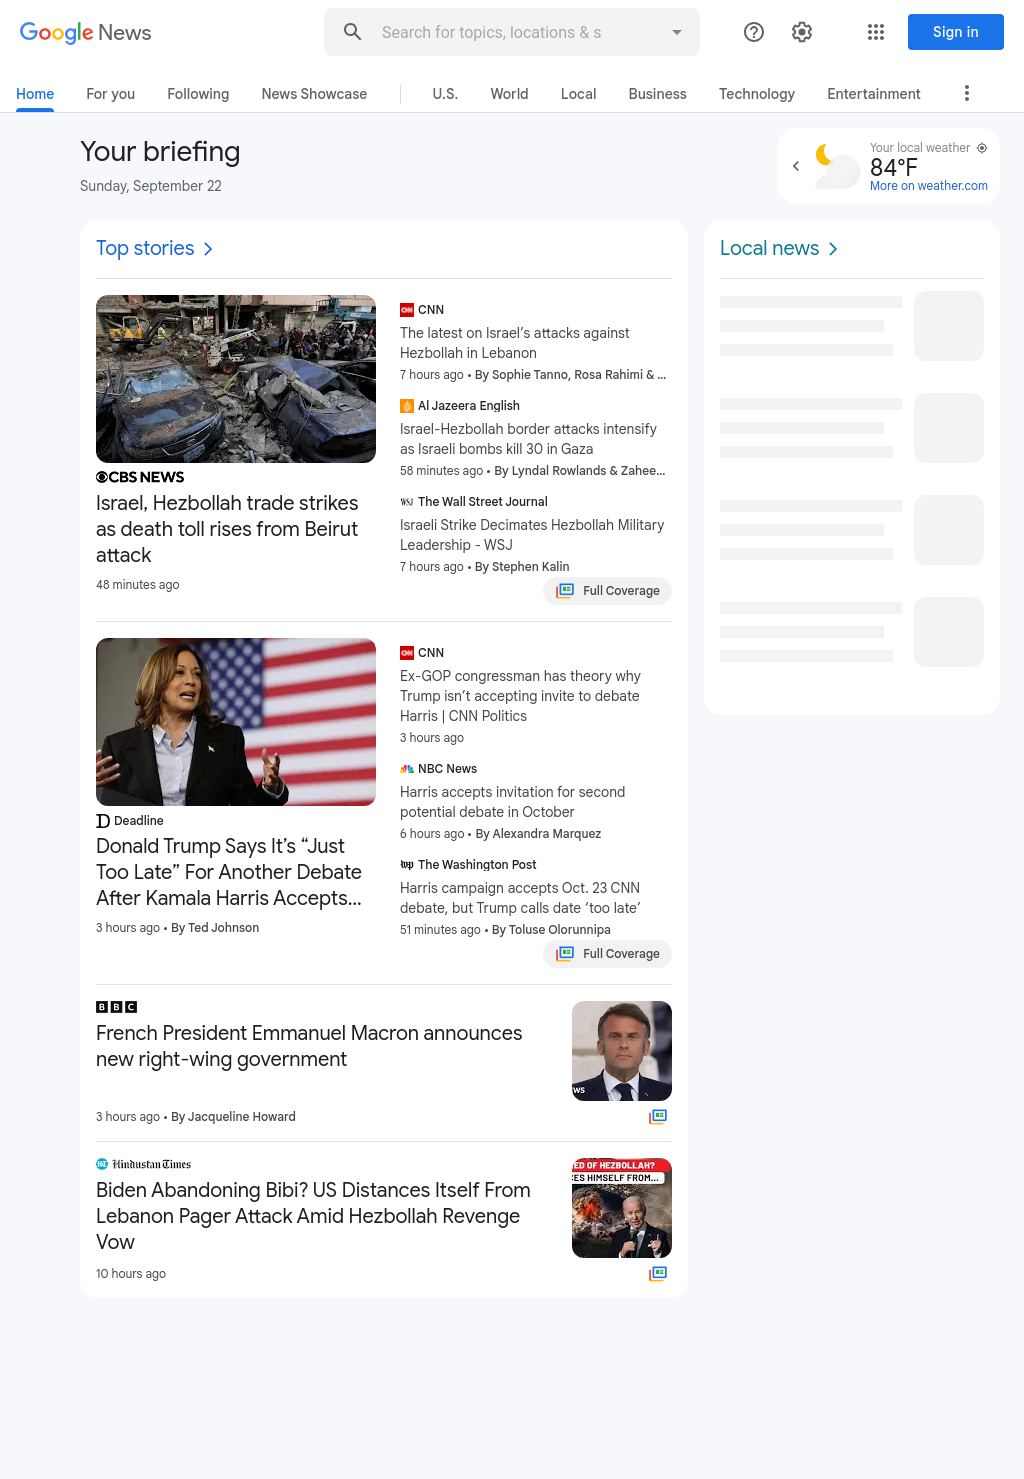 Google News
Search for topics, locations & s
Sign in
Home
For you
Following
News Showcase
U.S.
World
Local
Business
Technology
Entertainment
Your briefing
Sunday, September 22
Your local weather
84°F
More on weather.com
Top stories
CBS NEWS
Israel, Hezbollah trade strikes
as death toll rises from Beirut
attack
48 minutes ago
CNN
The latest on Israel’s attacks against
Hezbollah in Lebanon
7 hours ago • By Sophie Tanno, Rosa Rahimi & ...
Al Jazeera English
Israel-Hezbollah border attacks intensify
as Israeli bombs kill 30 in Gaza
58 minutes ago • By Lyndal Rowlands & Zahee...
WSJ The Wall Street Journal
Israeli Strike Decimates Hezbollah Military
Leadership - WSJ
7 hours ago • By Stephen Kalin
Full Coverage
D Deadline
Donald Trump Says It’s “Just
Too Late” For Another Debate
After Kamala Harris Accepts...
3 hours ago • By Ted Johnson
CNN
Ex-GOP congressman has theory why
Trump isn’t accepting invite to debate
Harris | CNN Politics
3 hours ago
NBC News
Harris accepts invitation for second
potential debate in October
6 hours ago • By Alexandra Marquez
wp The Washington Post
Harris campaign accepts Oct. 23 CNN
debate, but Trump calls date ‘too late’
51 minutes ago • By Toluse Olorunnipa
Full Coverage
BBC
French President Emmanuel Macron announces
new right-wing government
3 hours ago • By Jacqueline Howard
WS
HT Hindustan Times
Biden Abandoning Bibi? US Distances Itself From
Lebanon Pager Attack Amid Hezbollah Revenge
Vow
10 hours ago
ED OF HEZBOLLAH?
CES HIMSELF FROM...
Local news